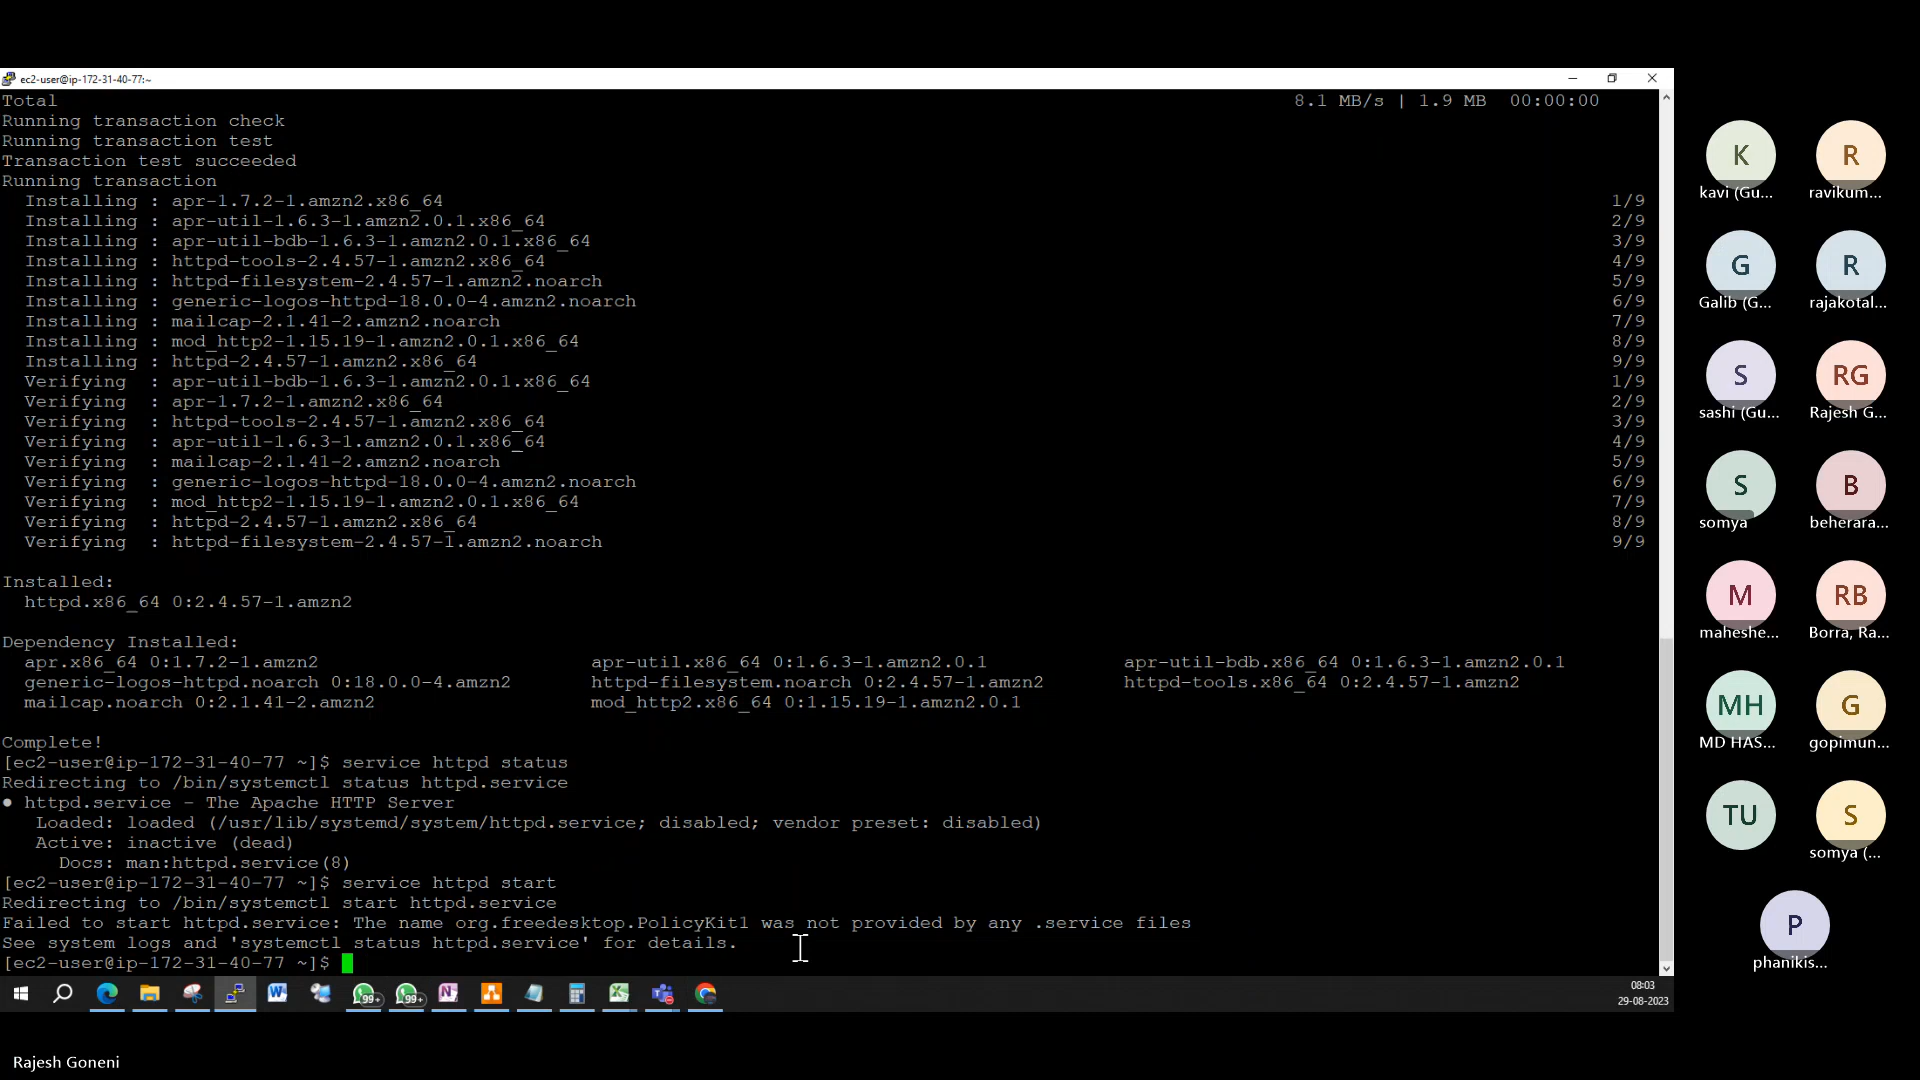 ec2-user@ip-172-31-40-77:~
Total 8.1 MB/s | 1.9 MB 00:00:00
Running transaction check
Running transaction test
Transaction test succeeded
Running transaction
Installing : apr-1.7.2-1.amzn2.x86_64 1/9
Installing : apr-util-1.6.3-1.amzn2.0.1.x86_64 2/9
Installing : apr-util-bdb-1.6.3-1.amzn2.0.1.x86_64 3/9
Installing : httpd-tools-2.4.57-1.amzn2.x86_64 4/9
Installing : httpd-filesystem-2.4.57-1.amzn2.noarch 5/9
Installing : generic-logos-httpd-18.0.0-4.amzn2.noarch 6/9
Installing : mailcap-2.1.41-2.amzn2.noarch 7/9
Installing : mod_http2-1.15.19-1.amzn2.0.1.x86_64 8/9
Installing : httpd-2.4.57-1.amzn2.x86_64 9/9
Verifying : apr-util-bdb-1.6.3-1.amzn2.0.1.x86_64 1/9
Verifying : apr-1.7.2-1.amzn2.x86_64 2/9
Verifying : httpd-tools-2.4.57-1.amzn2.x86_64 3/9
Verifying : apr-util-1.6.3-1.amzn2.0.1.x86_64 4/9
Verifying : mailcap-2.1.41-2.amzn2.noarch 5/9
Verifying : generic-logos-httpd-18.0.0-4.amzn2.noarch 6/9
Verifying : mod_http2-1.15.19-1.amzn2.0.1.x86_64 7/9
Verifying : httpd-2.4.57-1.amzn2.x86_64 8/9
Verifying : httpd-filesystem-2.4.57-1.amzn2.noarch 9/9
Installed:
httpd.x86_64 0:2.4.57-1.amzn2
Dependency Installed:
apr.x86_64 0:1.7.2-1.amzn2 apr-util.x86_64 0:1.6.3-1.amzn2.0.1 apr-util-bdb.x86_64 0:1.6.3-1.amzn2.0.1
generic-logos-httpd.noarch 0:18.0.0-4.amzn2 httpd-filesystem.noarch 0:2.4.57-1.amzn2 httpd-tools.x86_64 0:2.4.57-1.amzn2
mailcap.noarch 0:2.1.41-2.amzn2 mod_http2.x86_64 0:1.15.19-1.amzn2.0.1
Complete!
[ec2-user@ip-172-31-40-77 ~]$ service httpd status
Redirecting to /bin/systemctl status httpd.service
● httpd.service - The Apache HTTP Server
Loaded: loaded (/usr/lib/systemd/system/httpd.service; disabled; vendor preset: disabled)
Active: inactive (dead)
Docs: man:httpd.service(8)
[ec2-user@ip-172-31-40-77 ~]$ service httpd start
Redirecting to /bin/systemctl start httpd.service
Failed to start httpd.service: The name org.freedesktop.PolicyKit1 was not provided by any .service files
See system logs and 'systemctl status httpd.service' for details.
[ec2-user@ip-172-31-40-77 ~]$
99+ 99+
08:03
29-08-2023
K R
kavi (Gu... ravikum...
G R
Galib (G... rajakotal...
S RG
sashi (Gu... Rajesh G...
S B
somya beherara...
M RB
maheshe... Borra, Ra...
MH G
MD HAS... gopimun...
TU S
somya (...
P
phanikis...
Rajesh Goneni